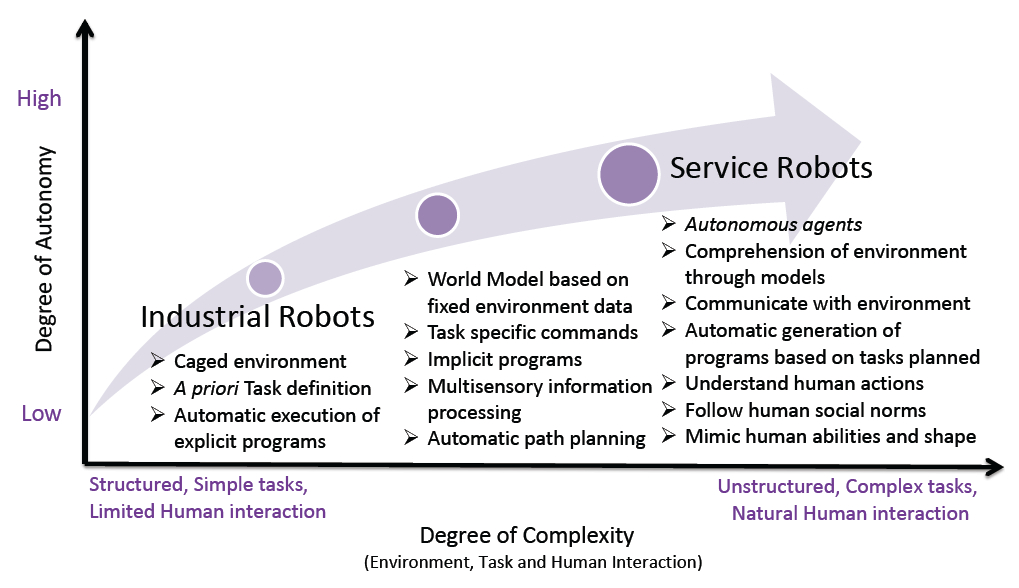 High
Degree of Autonomy
Low
Industrial Robots
➢ Caged environment
➢ A priori Task definition
➢ Automatic execution of
explicit programs
➢ World Model based on
fixed environment data
➢ Task specific commands
➢ Implicit programs
➢ Multisensory information
processing
➢ Automatic path planning
Service Robots
➢ Autonomous agents
➢ Comprehension of environment
through models
➢ Communicate with environment
➢ Automatic generation of
programs based on tasks planned
➢ Understand human actions
➢ Follow human social norms
➢ Mimic human abilities and shape
Structured, Simple tasks,
Limited Human interaction
Unstructured, Complex tasks,
Natural Human interaction
Degree of Complexity
(Environment, Task and Human Interaction)